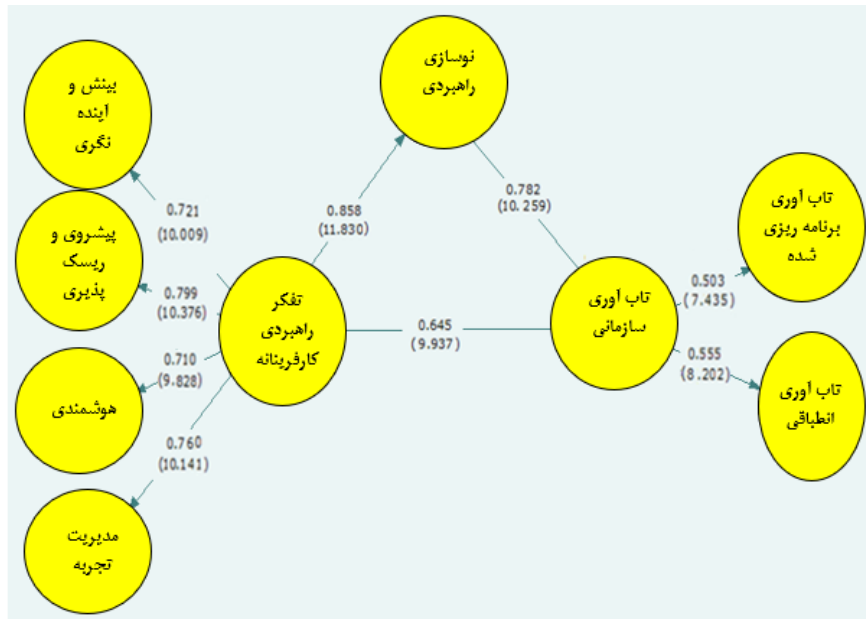 نوسازی
راهبردی
بینش و
آینده
نگری
0.721
(10.009)
0.858
(11.830)
0.782
(10.259)
تاب آوری
برنامه ریزی
شده
پیشروی و
ریسک
پذیری
0.799
(10.376)
تفکر
راهبردی
کارفرینانه
0.645
(9.937)
تاب آوری
سازمانی
0.503
(7.435)
0.710
(9.828)
هوشمندی
0.555
(8.202)
تاب آوری
انطباقی
0.760
(10.141)
مدیریت
تجربه